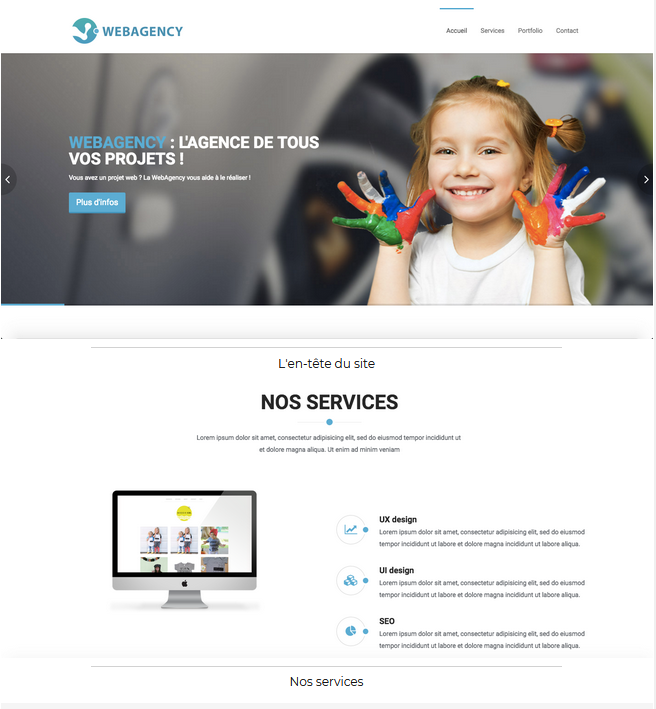 WEBAGENCY
Accueil Services Portfolio Contact
WEBAGENCY : L'AGENCE DE TOUS
VOS PROJETS !
Vous avez un projet web ? La WebAgency vous aide à le réaliser !
Plus d'infos
L'en-tête du site
NOS SERVICES
Lorem ipsum dolor sit amet, consectetur adipisicing elit, sed do eiusmod tempor incididunt ut
et dolore magna aliqua. Ut enim ad minim veniam
UX design
Lorem ipsum dolor sit amet, consectetur adipisicing elit, sed do eiusmod
tempor incididunt ut labore et dolore magna incididunt ut labore aliqua.
UI design
Lorem ipsum dolor sit amet, consectetur adipisicing elit, sed do eiusmod
tempor incididunt ut labore et dolore magna incididunt ut labore aliqua.
SEO
Lorem ipsum dolor sit amet, consectetur adipisicing elit, sed do eiusmod
tempor incididunt ut labore et dolore magna incididunt ut labore aliqua.
Nos services